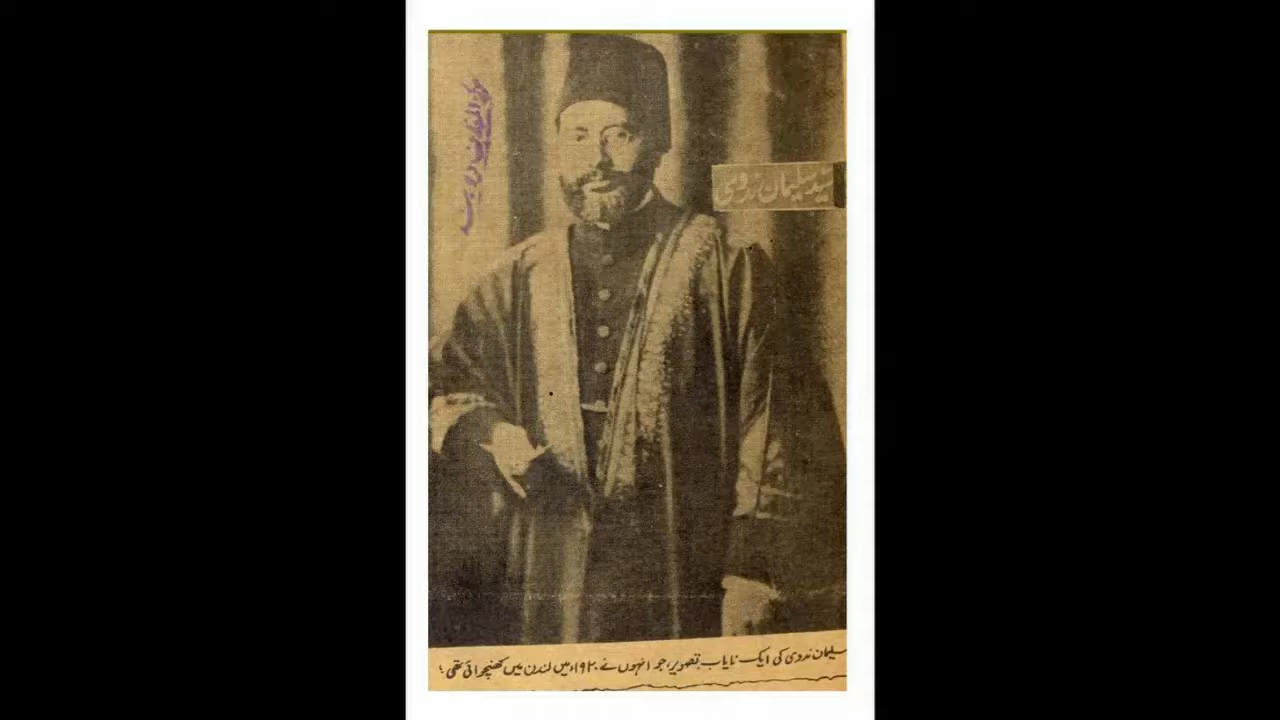 سید سلیمان ندوی
سلیمان ندوی کی ایک نایاب تصویر، جو انہوں نے ۱۹۲۰ء میں لندن میں کھنچوائی تھی ؛